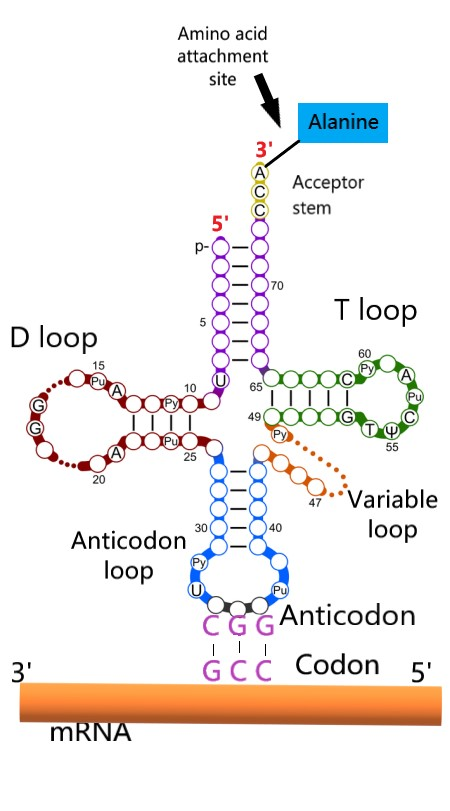 Amino acid
attachment
site
Alanine
3'
A
C
C
Acceptor
stem
5'
p-
70
5
T loop
D loop
U
15
Pu
A
Py
10
G
G
20
A
Pu
25
65
C
Py
60
A
Pu
C
Ψ
T
G
55
49
Py
47
Variable
loop
30
40
Anticodon
loop
Py
U
Pu
C G G
Anticodon
G C C
Codon
3'
5'
mRNA